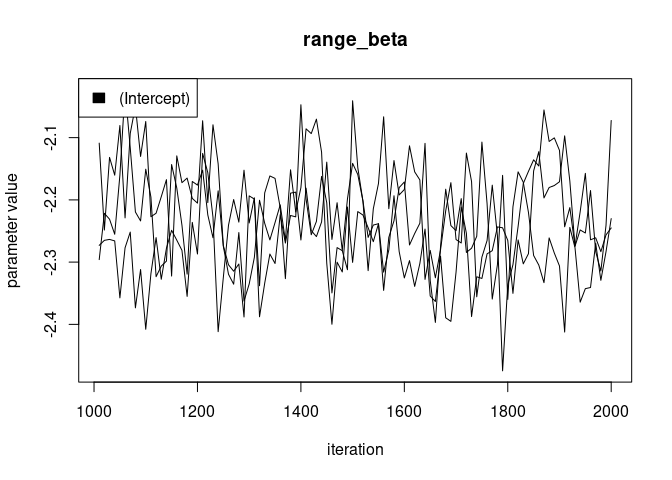 range_beta
(Intercept)
parameter value
-2.1
-2.2
-2.3
-2.4
1000 1200 1400 1600 1800 2000
iteration